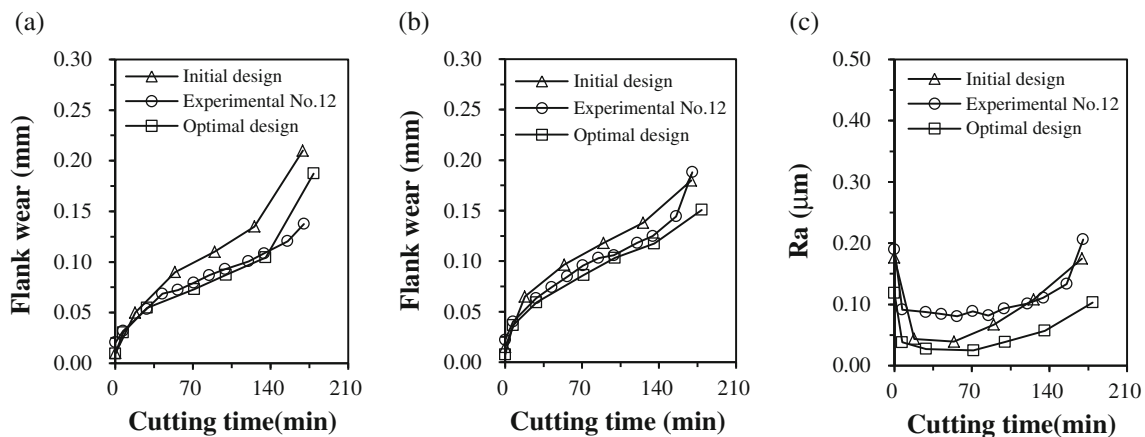 (a)
0.30
0.25
0.20
0.15
0.10
0.05
0.00
Flank wear (mm)
Initial design
Experimental No.12
Optimal design
0 70 140 210
Cutting time(min)
(b)
0.30
0.25
0.20
0.15
0.10
0.05
0.00
Flank wear (mm)
Initial design
Experimental No.12
Optimal design
0 70 140 210
Cutting time (min)
(c)
0.50
0.40
0.30
0.20
0.10
0.00
Ra (μm)
Initial design
Experimental No.12
Optimal design
0 70 140 210
Cutting time(min)